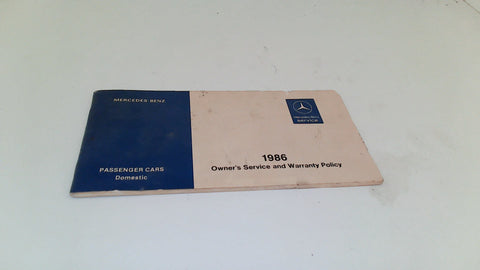 MERCEDES-BENZ
PASSENGER CARS
Domestic
Mercedes-Benz
SERVICE
1986
Owner's Service and Warranty Policy